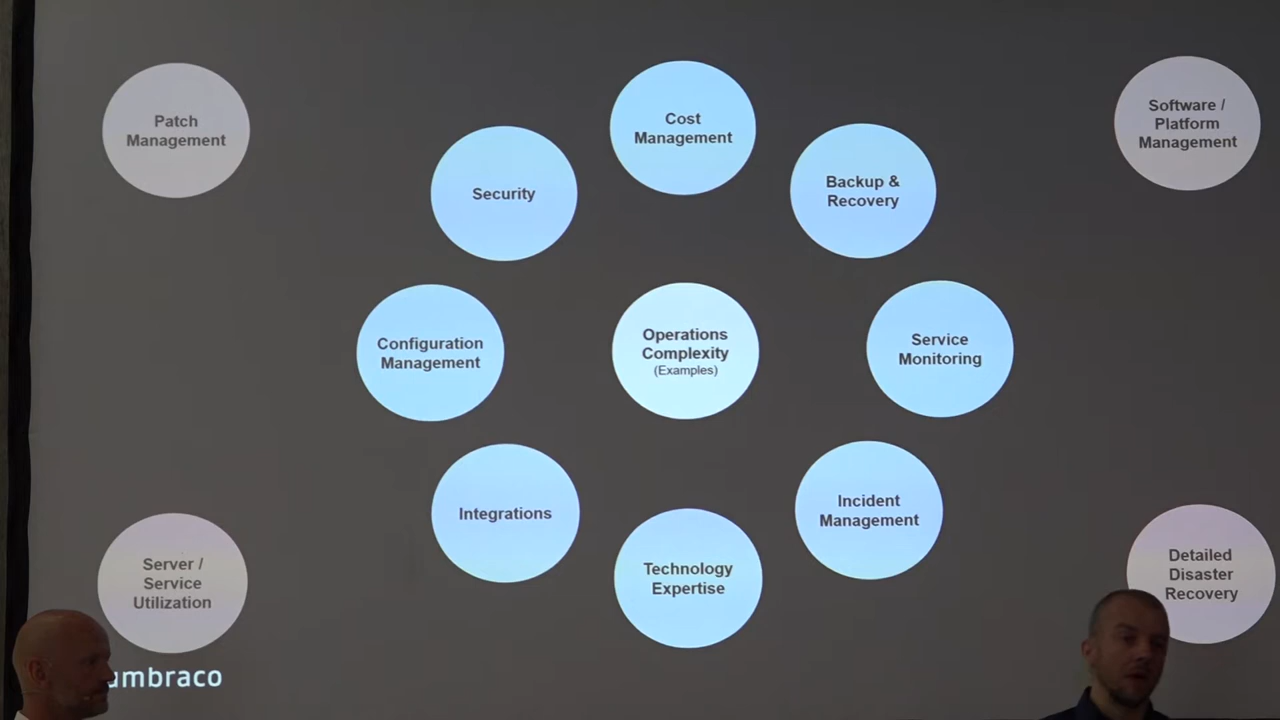 Patch
Management
Cost
Management
Software /
Platform
Management
Security
Backup &
Recovery
Configuration
Management
Operations
Complexity
(Examples)
Service
Monitoring
Integrations
Incident
Management
Technology
Expertise
Server /
Service
Utilization
Detailed
Disaster
Recovery
umbraco